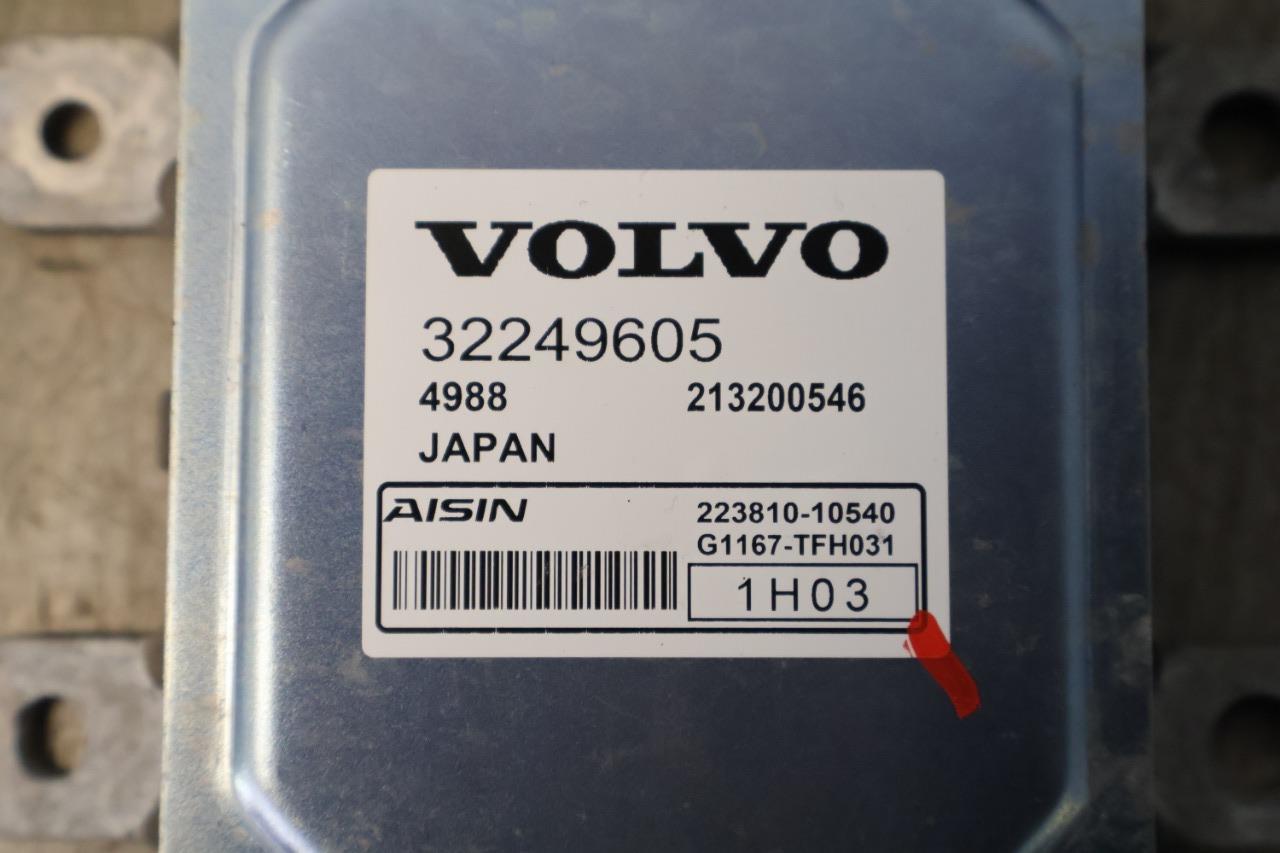 VOLVO
32249605
4988 213200546
JAPAN
AISIN 223810-10540
G1167-TFH031
1H03